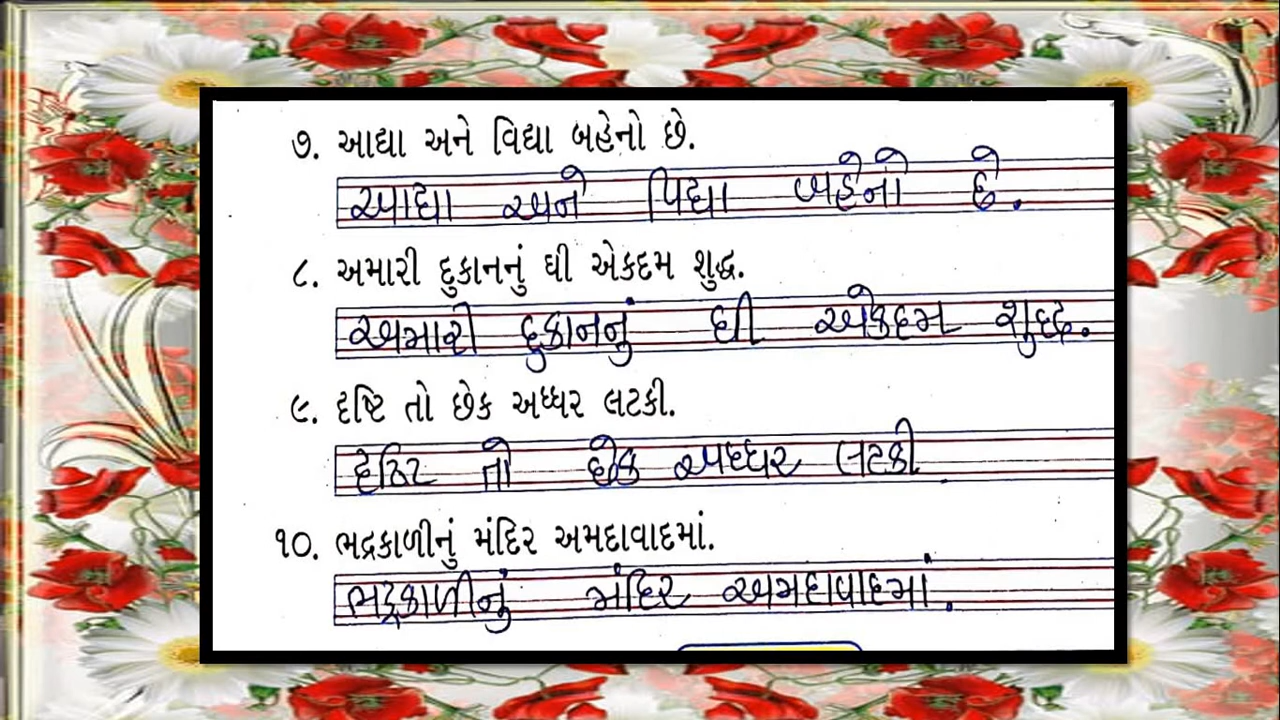 ૭. આદ્યા અને વિદ્યા બહેનો છે.
આદ્યા અને વિદ્યા બહેનો છે.
૮. અમારી દુકાનનું ઘી એકદમ શુદ્ધ.
અમારી દુકાનનું ઘી એકદમ શુદ્ધ.
૯. દૃષ્ટિ તો છેક અધ્ધર લટકી.
દૃષ્ટિ તો છેક અધ્ધર લટકી.
૧૦. ભદ્રકાળીનું મંદિર અમદાવાદમાં.
ભદ્રકાળીનું મંદિર અમદાવાદમાં.